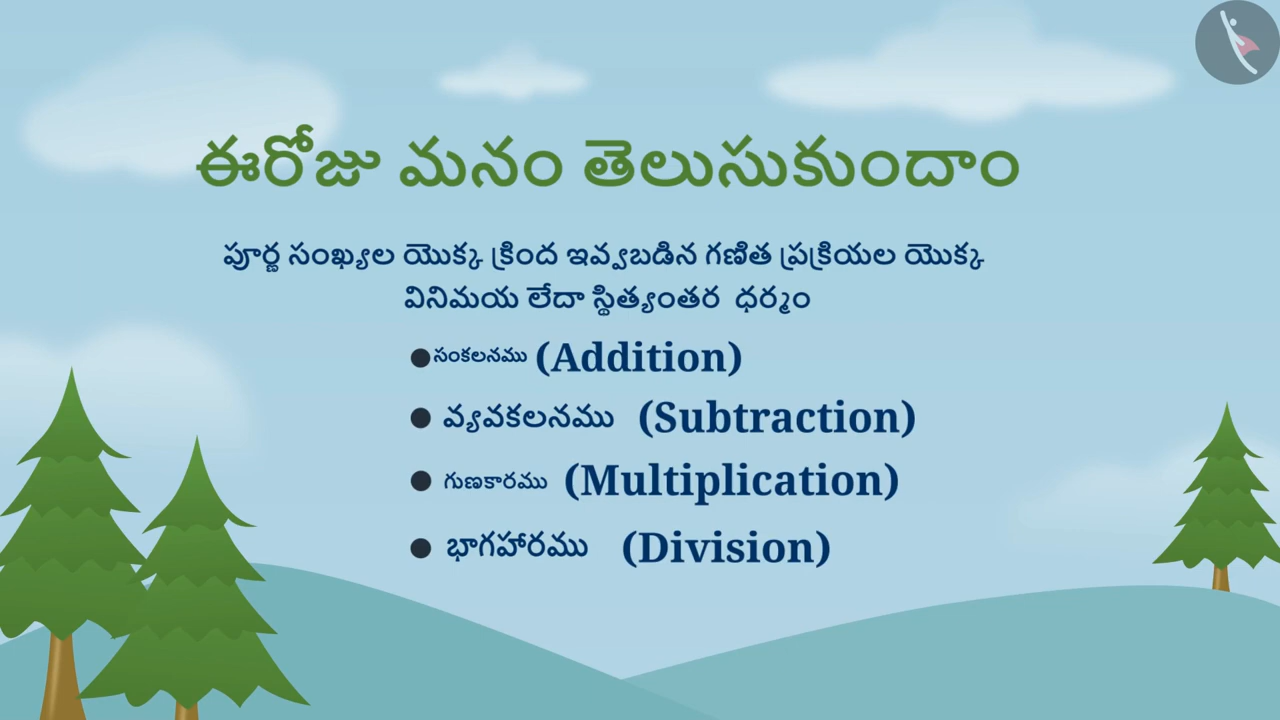 ఈరోజు మనం తెలుసుకుందాం
పూర్ణ సంఖ్యల యొక్క క్రింద ఇవ్వబడిన గణిత ప్రక్రియల యొక్క
వినిమయ లేదా స్థిత్యంతర ధర్మం
●సంకలనము (Addition)
● వ్యవకలనము (Subtraction)
● గుణకారము (Multiplication)
● భాగహారము (Division)